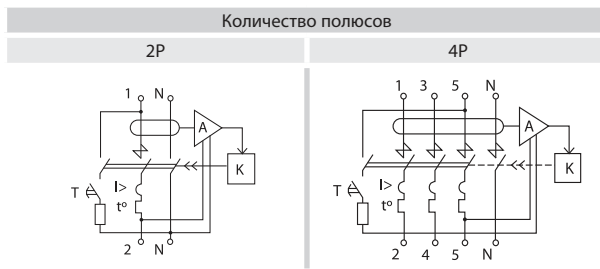 Количество полюсов
2P 4P
1 N
A
K
T
I>
t°
2 N
1 3 5 N
A
K
T
I>
t°
2 4 5 N